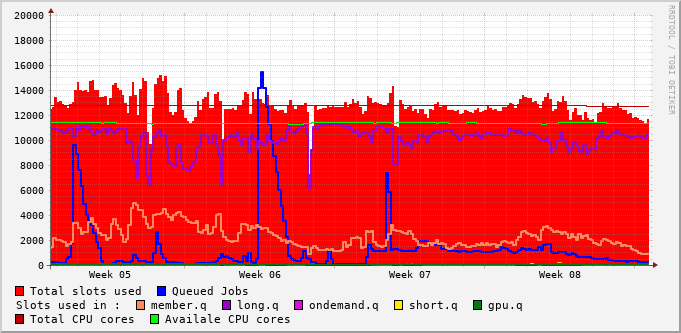 20000
18000
16000
14000
12000
10000
8000
6000
4000
2000
0
Week 05 Week 06 Week 07 Week 08
Total slots used Queued Jobs
Slots used in : member.q long.q ondemand.q short.q gpu.q
Total CPU cores Availale CPU cores
RRDTOOL / TOBI OETIKER